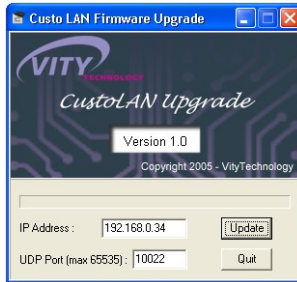 Custo LAN Firmware Upgrade
VITY
TECHNOLOGY
CustoLAN Upgrade
Version 1.0
Copyright 2005 - VityTechnology
IP Address : 192.168.0.34 Update
UDP Port (max 65535) : 10022 Quit